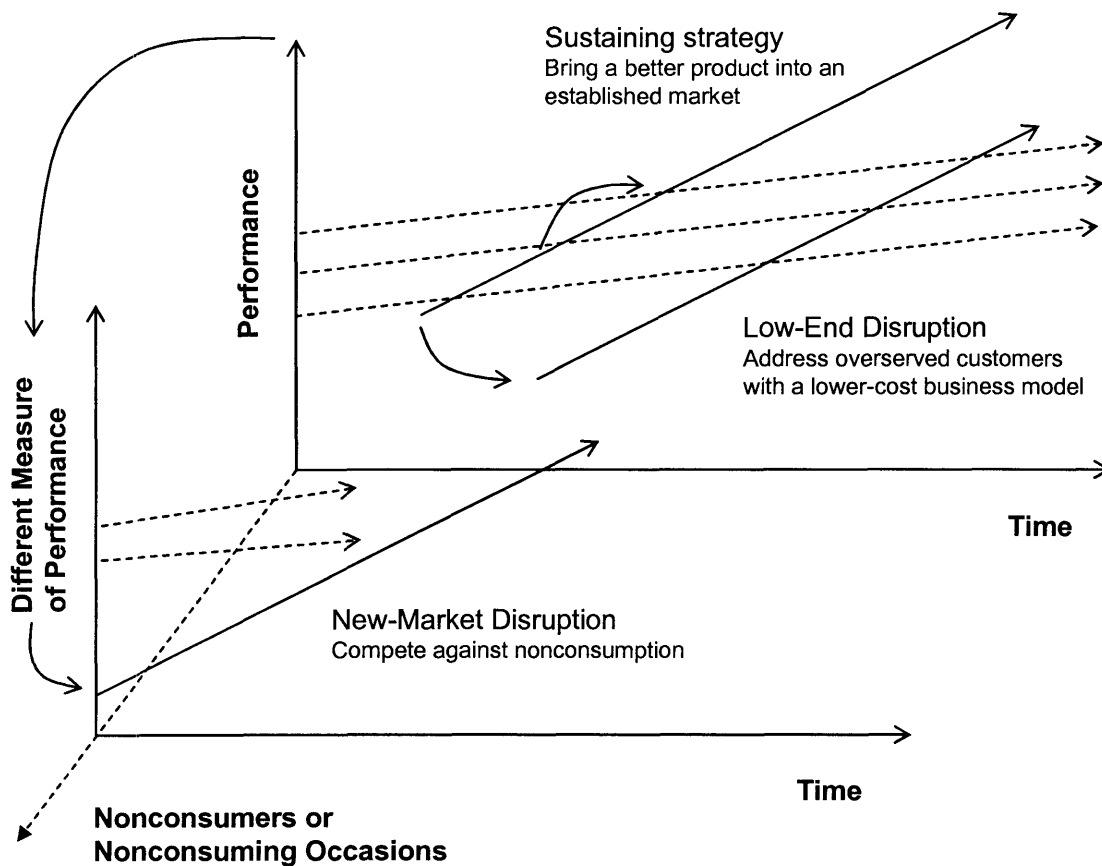 Sustaining strategy
Bring a better product into an
established market
Performance
Low-End Disruption
Address overserved customers
with a lower-cost business model
Time
Different Measure
of Performance
New-Market Disruption
Compete against nonconsumption
Time
Nonconsumers or
Nonconsuming Occasions